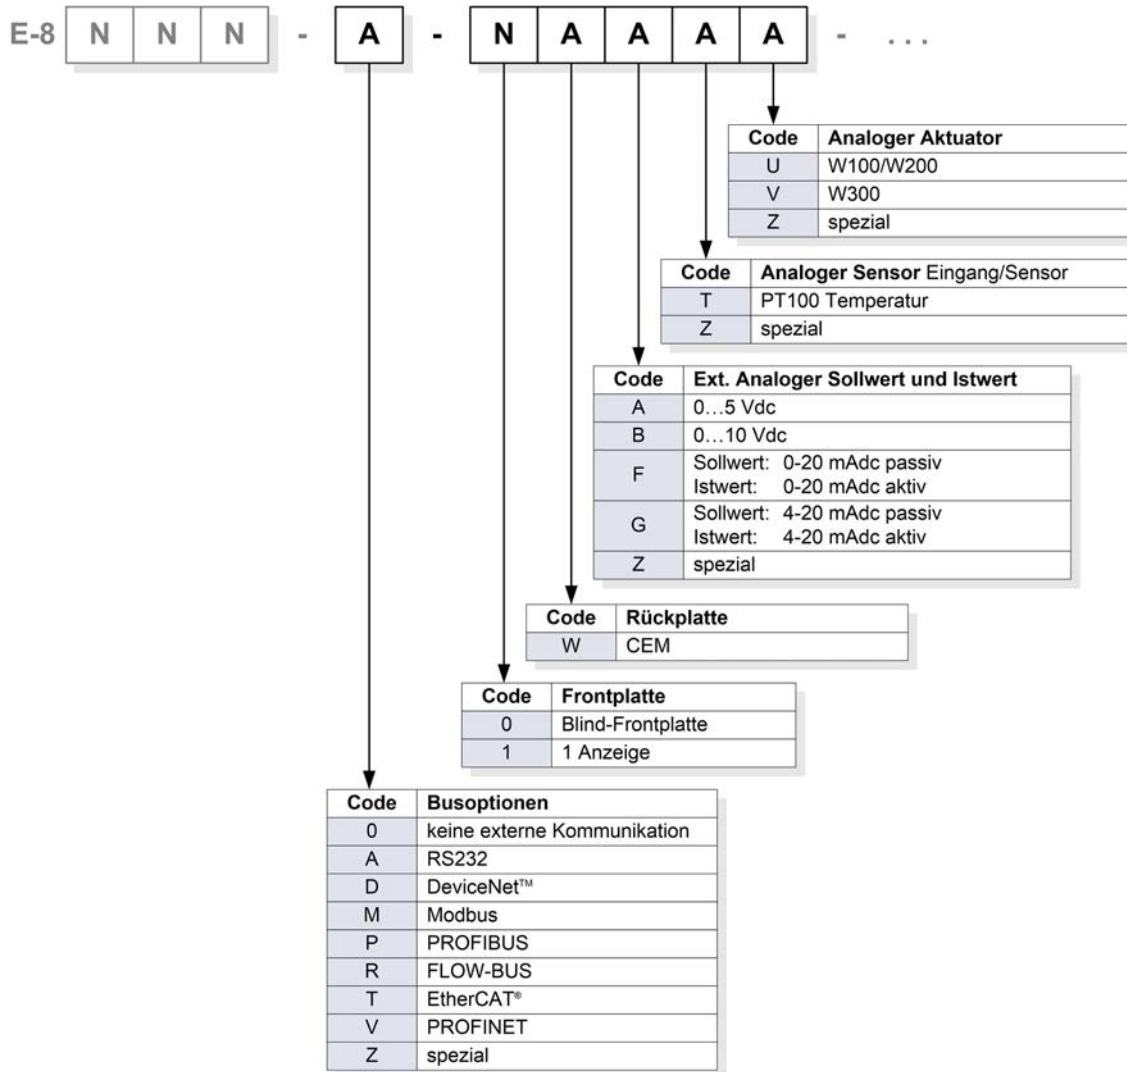 E-8 N N N - A - N A A A A - ...
Code Analoger Aktuator
U W100/W200
V W300
Z spezial
Code Analoger Sensor Eingang/Sensor
T PT100 Temperatur
Z spezial
Code Ext. Analoger Sollwert und Istwert
A 0…5 Vdc
B 0…10 Vdc
F Sollwert: 0-20 mAdc passiv
Istwert: 0-20 mAdc aktiv
G Sollwert: 4-20 mAdc passiv
Istwert: 4-20 mAdc aktiv
Z spezial
Code Rückplatte
W CEM
Code Frontplatte
0 Blind-Frontplatte
1 1 Anzeige
Code Busoptionen
0 keine externe Kommunikation
A RS232
D DeviceNet™
M Modbus
P PROFIBUS
R FLOW-BUS
T EtherCAT®
V PROFINET
Z spezial